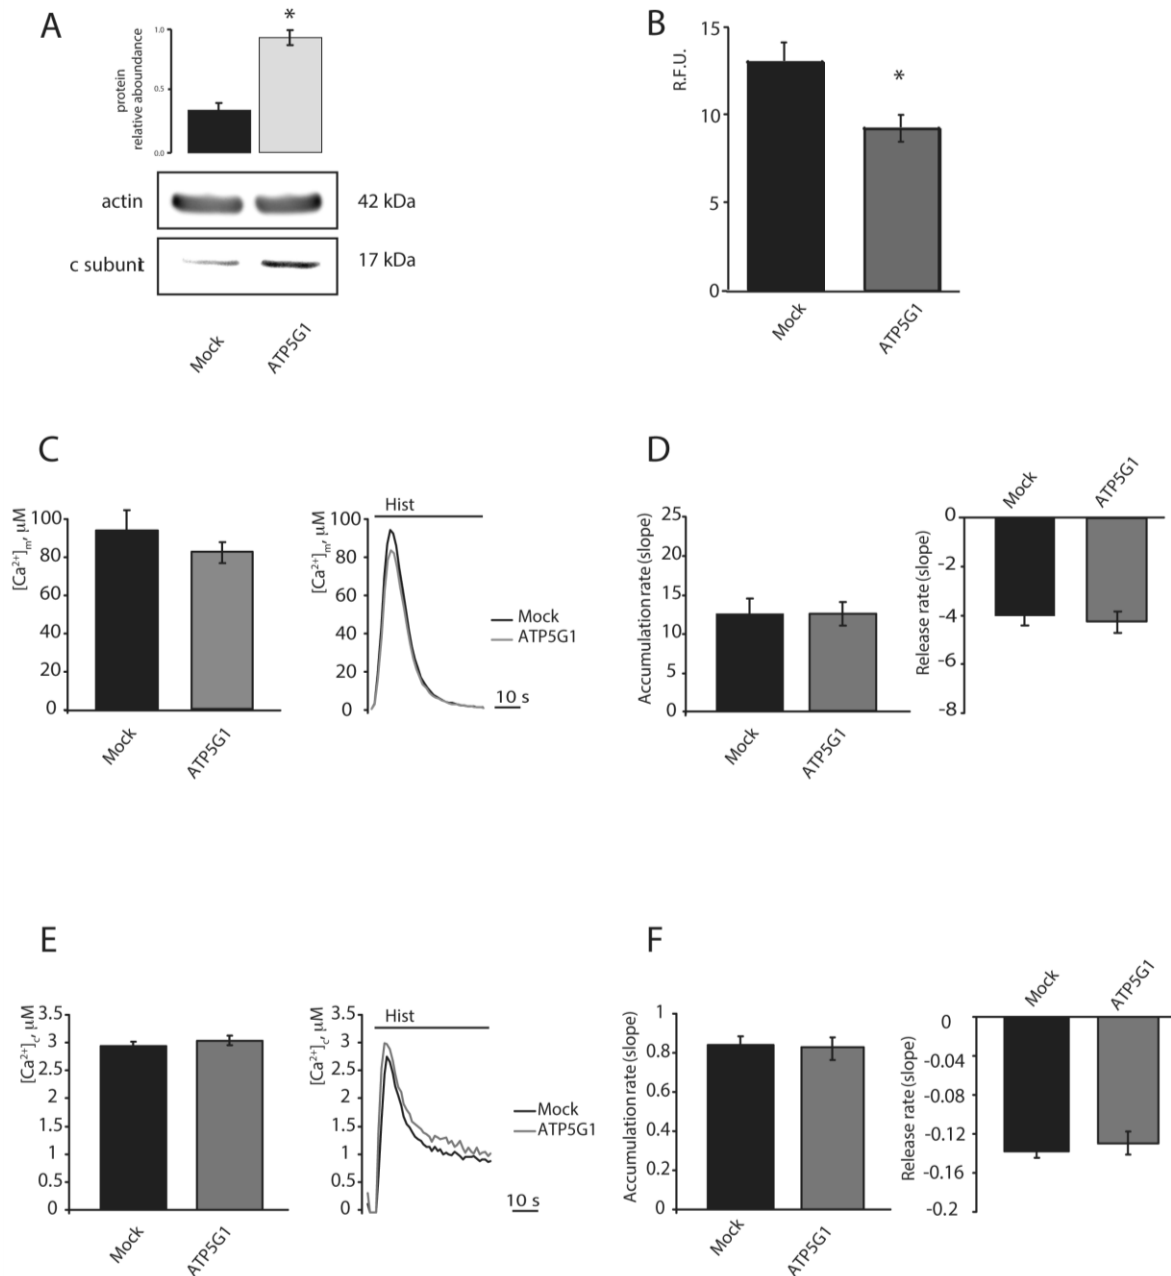 A
*
protein
relative aboundance
1.0
0.5
0.0
actin
42 kDa
c subunit
17 kDa
Mock
ATP5G1
B
R.F.U.
15
10
5
0
*
Mock
ATP5G1
C
[Ca²⁺]m, μM
100
80
60
40
20
0
Mock
ATP5G1
Hist
[Ca²⁺]m, μM
100
80
60
40
20
0
Mock
ATP5G1
10 s
D
Accumulation rate (slope)
25
20
15
10
5
0
Mock
ATP5G1
Mock
ATP5G1
Release rate (slope)
0
-2
-4
-6
-8
E
[Ca²⁺]c, μM
3.5
3
2.5
2
1.5
1
0.5
0
Mock
ATP5G1
Hist
[Ca²⁺]c, μM
3.5
3
2.5
2
1.5
1
0.5
0
Mock
ATP5G1
10 s
F
Accumulation rate (slope)
1
0.8
0.6
0.4
0.2
0
Mock
ATP5G1
Mock
ATP5G1
Release rate (slope)
0
-0.04
-0.08
-0.12
-0.16
-0.2